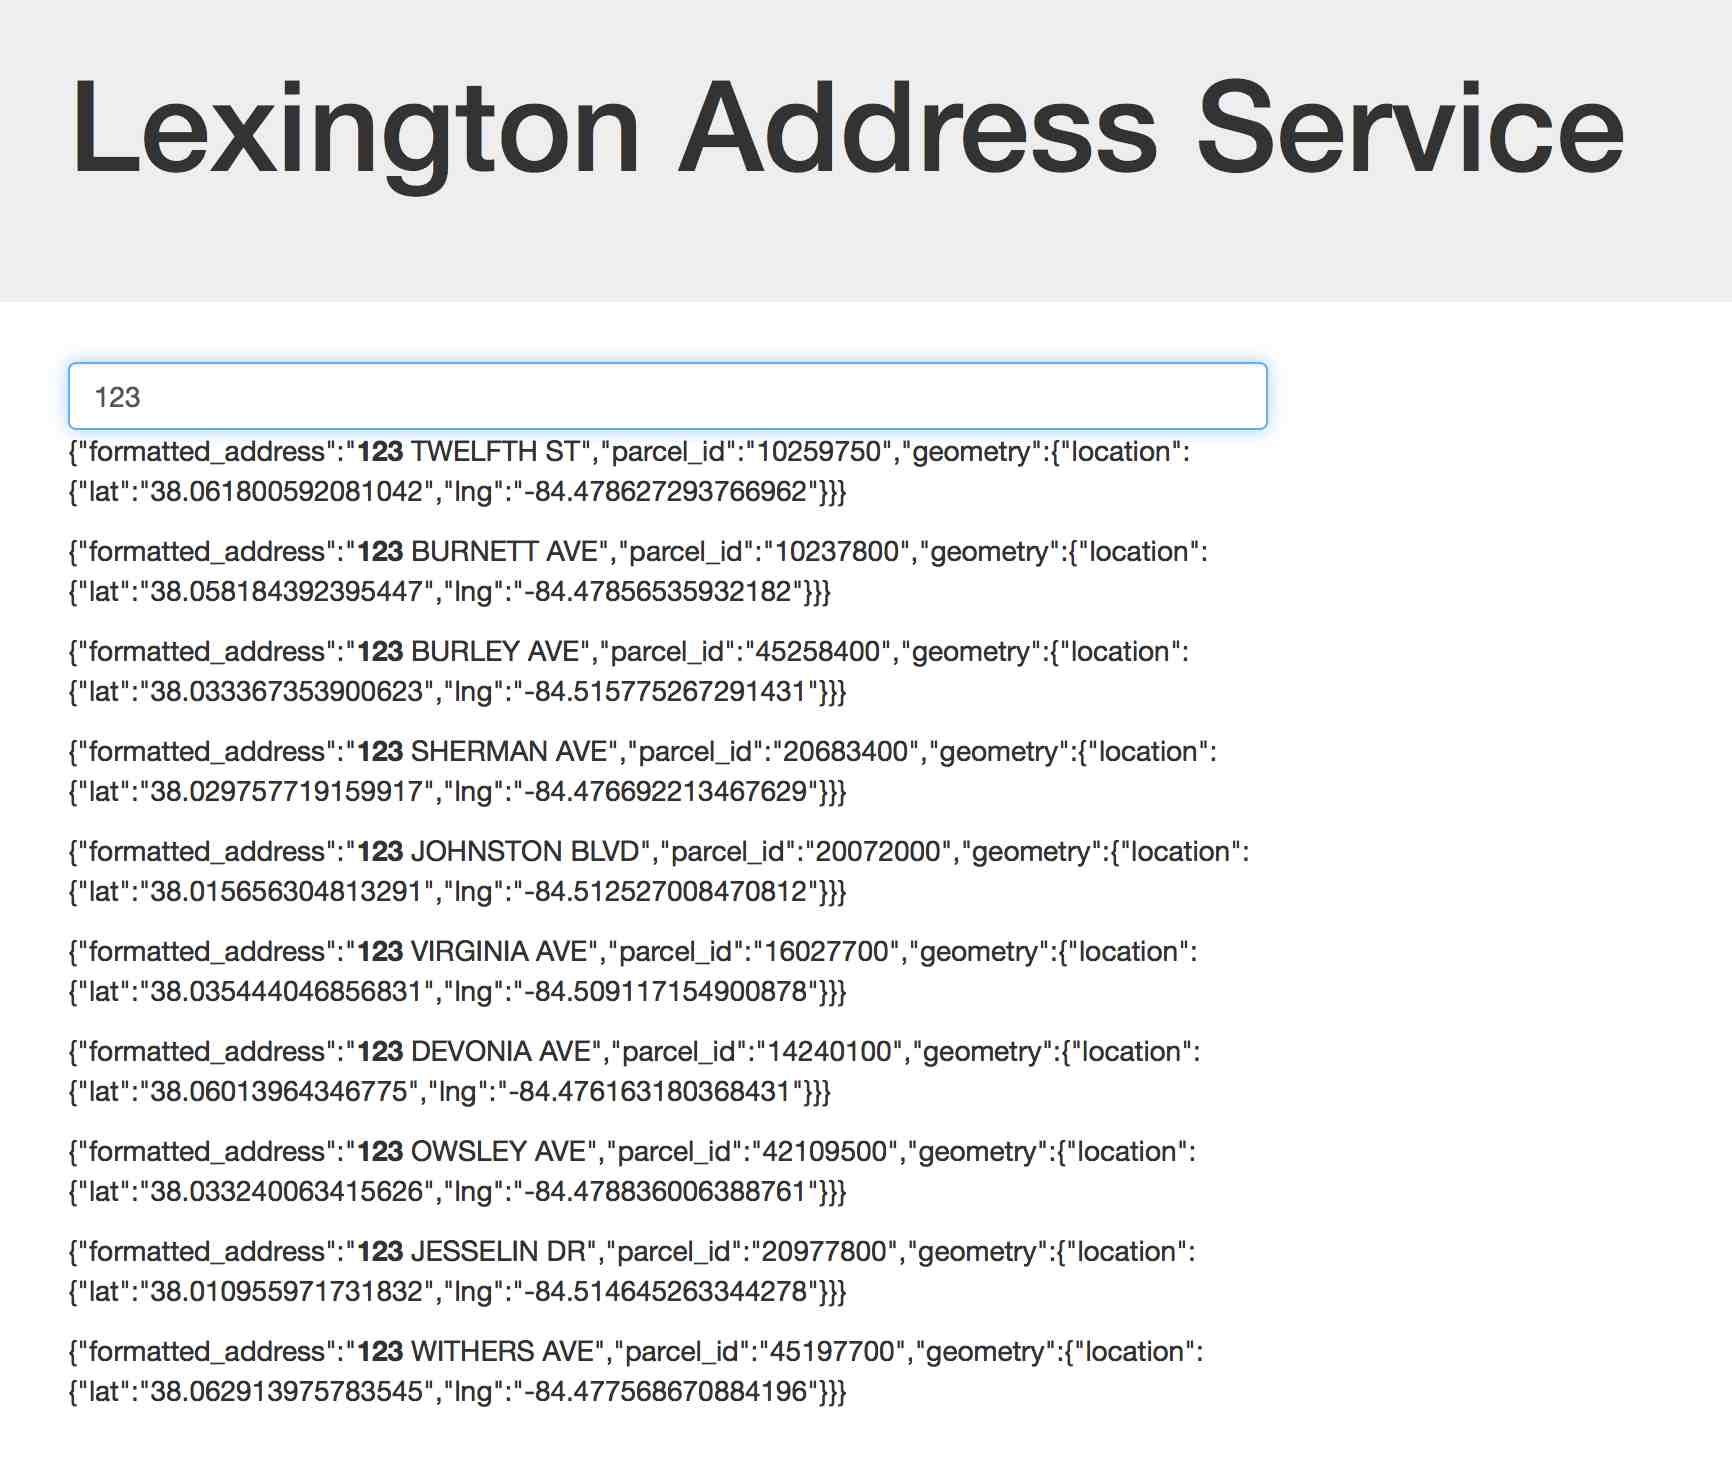 Lexington Address Service
123
{"formatted_address":"123 TWELFTH ST","parcel_id":"10259750","geometry":{"location":
{"lat":"38.061800592081042","lng":"-84.478627293766962"}}}
{"formatted_address":"123 BURNETT AVE","parcel_id":"10237800","geometry":{"location":
{"lat":"38.058184392395447","lng":"-84.47856535932182"}}}
{"formatted_address":"123 BURLEY AVE","parcel_id":"45258400","geometry":{"location":
{"lat":"38.033367353900623","lng":"-84.515775267291431"}}}
{"formatted_address":"123 SHERMAN AVE","parcel_id":"20683400","geometry":{"location":
{"lat":"38.029757719159917","lng":"-84.476692213467629"}}}
{"formatted_address":"123 JOHNSTON BLVD","parcel_id":"20072000","geometry":{"location":
{"lat":"38.015656304813291","lng":"-84.512527008470812"}}}
{"formatted_address":"123 VIRGINIA AVE","parcel_id":"16027700","geometry":{"location":
{"lat":"38.035444046856831","lng":"-84.509117154900878"}}}
{"formatted_address":"123 DEVONIA AVE","parcel_id":"14240100","geometry":{"location":
{"lat":"38.06013964346775","lng":"-84.476163180368431"}}}
{"formatted_address":"123 OWSLEY AVE","parcel_id":"42109500","geometry":{"location":
{"lat":"38.033240063415626","lng":"-84.478836006388761"}}}
{"formatted_address":"123 JESSELIN DR","parcel_id":"20977800","geometry":{"location":
{"lat":"38.010955971731832","lng":"-84.514645263344278"}}}
{"formatted_address":"123 WITHERS AVE","parcel_id":"45197700","geometry":{"location":
{"lat":"38.062913975783545","lng":"-84.477568670884196"}}}